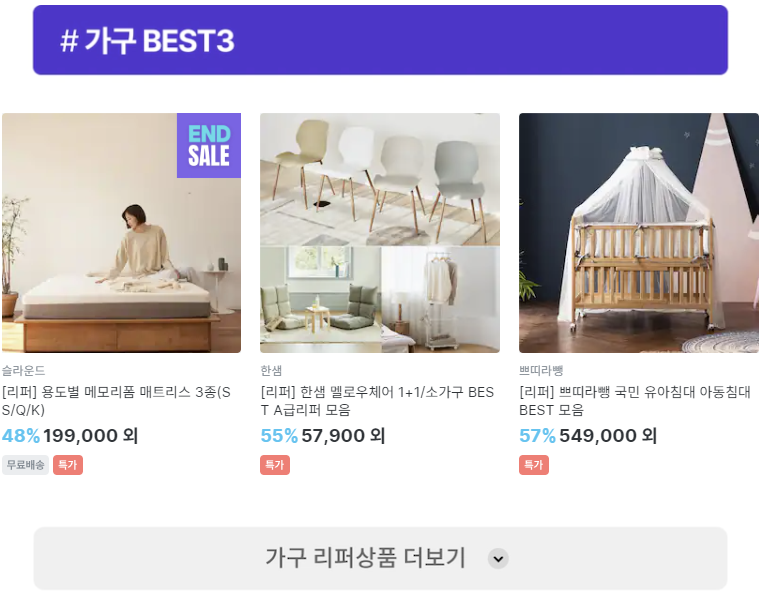 # 가구 BEST3
END
SALE
슬라운드
[리퍼] 용도별 메모리폼 매트리스 3종(S
S/Q/K)
48% 199,000 외
무료배송 특가
한샘
[리퍼] 한샘 멜로우체어 1+1/소가구 BES
T A급리퍼 모음
55% 57,900 외
특가
쁘띠라뺑
[리퍼] 쁘띠라뺑 국민 유아침대 아동침대
BEST 모음
57% 549,000 외
특가
가구 리퍼상품 더보기